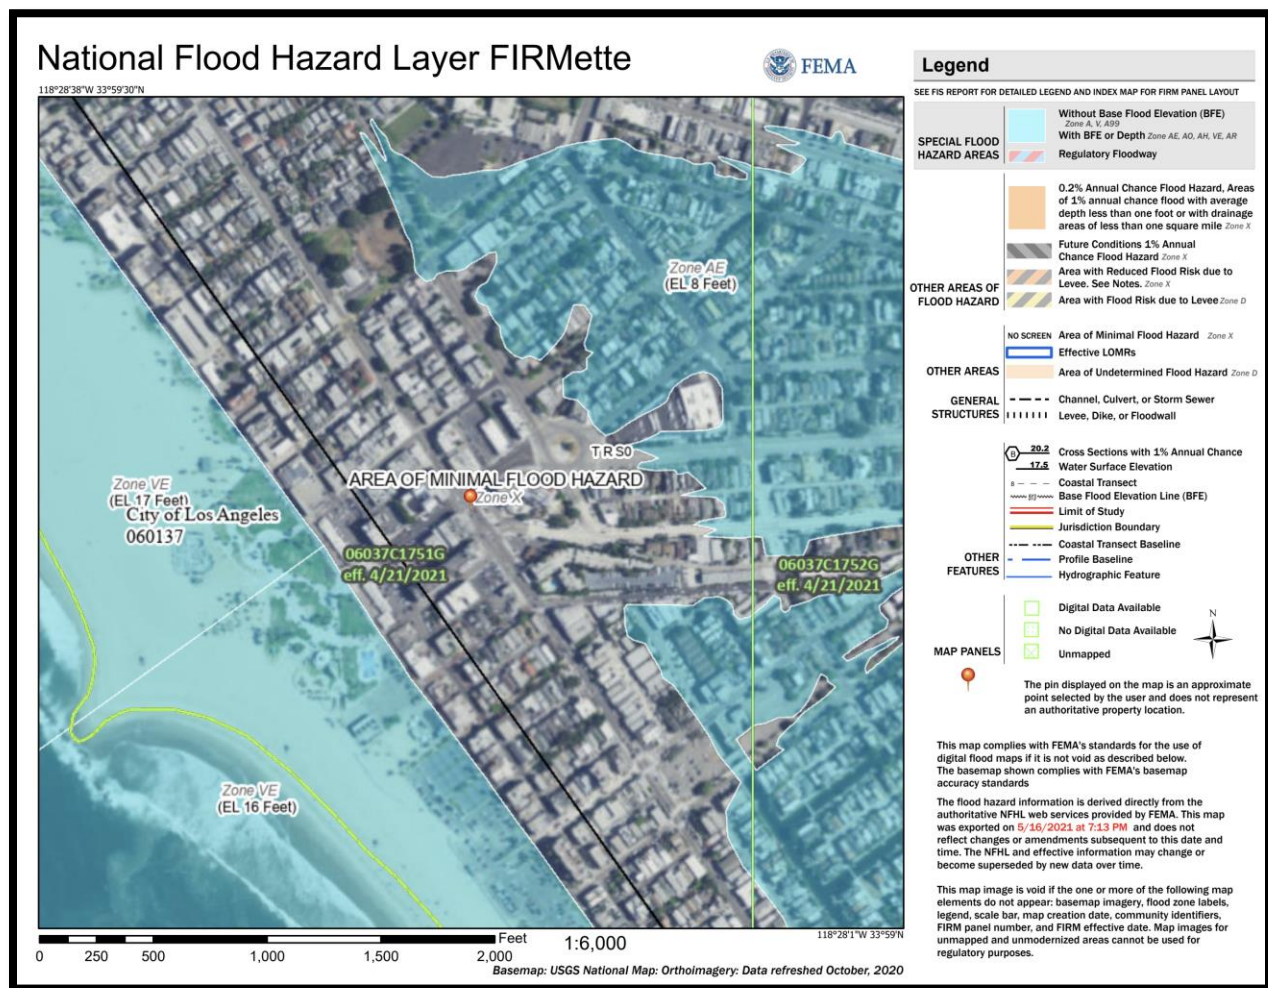 National Flood Hazard Layer FIRMette
FEMA
118°28'38"W 33°59'30"N
Zone AE
(EL 8 Feet)
T R S0
AREA OF MINIMAL FLOOD HAZARD
Zone X
Zone VE
(EL 17 Feet)
City of Los Angeles
060137
06037C1751G
eff. 4/21/2021
06037C1752G
eff. 4/21/2021
Zone VE
(EL 16 Feet)
118°28'1"W 33°59'N
Feet
1:6,000
0 250 500 1,000 1,500 2,000
Basemap: USGS National Map: Orthoimagery: Data refreshed October, 2020
Legend
SEE FIS REPORT FOR DETAILED LEGEND AND INDEX MAP FOR FIRM PANEL LAYOUT
SPECIAL FLOOD
HAZARD AREAS
Without Base Flood Elevation (BFE)
Zone A, V, A99
With BFE or Depth Zone AE, AO, AH, VE, AR
Regulatory Floodway
OTHER AREAS OF
FLOOD HAZARD
0.2% Annual Chance Flood Hazard, Areas
of 1% annual chance flood with average
depth less than one foot or with drainage
areas of less than one square mile Zone X
Future Conditions 1% Annual
Chance Flood Hazard Zone X
Area with Reduced Flood Risk due to
Levee. See Notes. Zone X
Area with Flood Risk due to Levee Zone D
OTHER AREAS
NO SCREEN Area of Minimal Flood Hazard Zone X
Effective LOMRs
Area of Undetermined Flood Hazard Zone D
GENERAL
STRUCTURES
Channel, Culvert, or Storm Sewer
Levee, Dike, or Floodwall
OTHER
FEATURES
B 20.2 Cross Sections with 1% Annual Chance
17.5 Water Surface Elevation
8 Coastal Transect
513 Base Flood Elevation Line (BFE)
Limit of Study
Jurisdiction Boundary
Coastal Transect Baseline
Profile Baseline
Hydrographic Feature
MAP PANELS
Digital Data Available
No Digital Data Available
Unmapped
N
The pin displayed on the map is an approximate
point selected by the user and does not represent
an authoritative property location.
This map complies with FEMA's standards for the use of
digital flood maps if it is not void as described below.
The basemap shown complies with FEMA's basemap
accuracy standards
The flood hazard information is derived directly from the
authoritative NFHL web services provided by FEMA. This map
was exported on 5/16/2021 at 7:13 PM and does not
reflect changes or amendments subsequent to this date and
time. The NFHL and effective information may change or
become superseded by new data over time.
This map image is void if the one or more of the following map
elements do not appear: basemap imagery, flood zone labels,
legend, scale bar, map creation date, community identifiers,
FIRM panel number, and FIRM effective date. Map images for
unmapped and unmodernized areas cannot be used for
regulatory purposes.